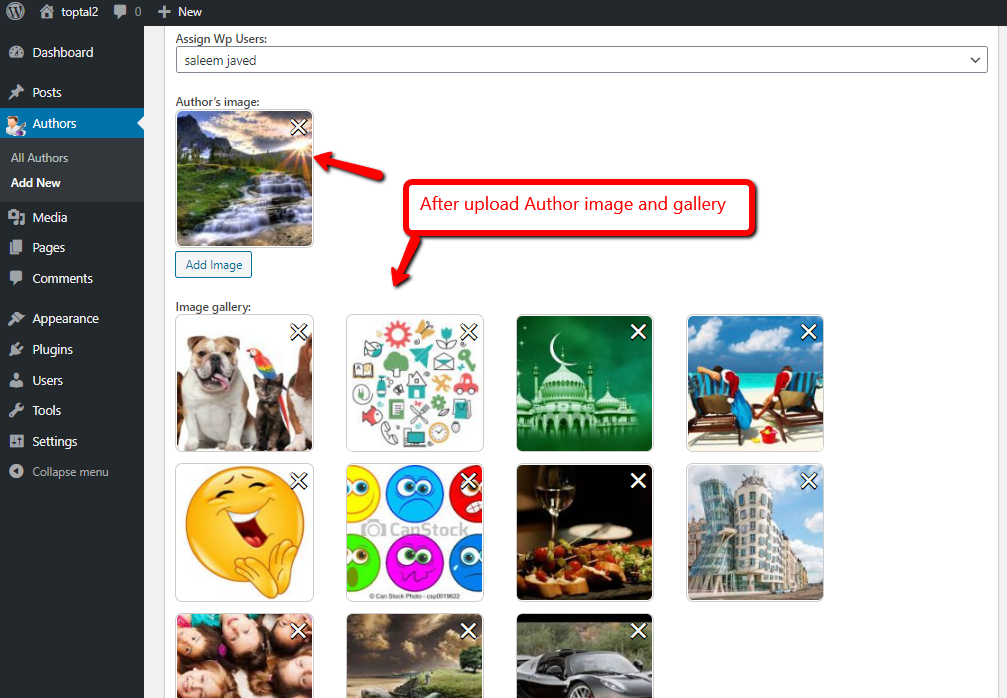 toptal2
0
New
Dashboard
Posts
Authors
All Authors
Add New
Media
Pages
Comments
Appearance
Plugins
Users
Tools
Settings
Collapse menu
Assign Wp Users:
saleem javed
Author's image:
After upload Author image and gallery
Add Image
Image gallery:
CanStock
© Can Stock Photo - csp0019622